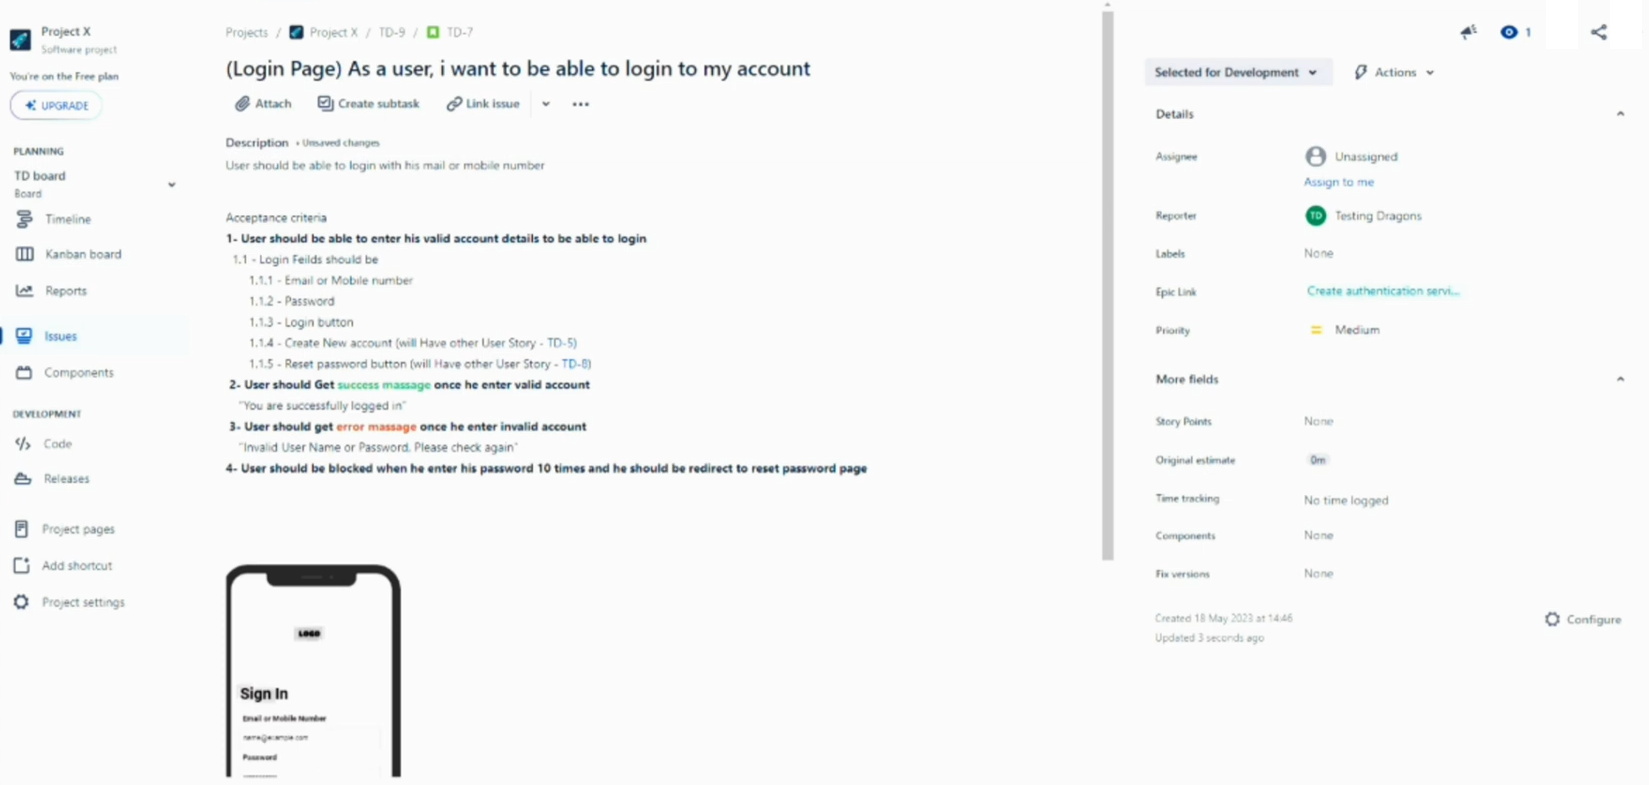 Project X
Software project
You're on the Free plan
UPGRADE
PLANNING
TD board
Board
Timeline
Kanban board
Reports
Issues
Components
DEVELOPMENT
Code
Releases
Project pages
Add shortcut
Project settings
Projects / Project X / TD-9 / TD-7
(Login Page) As a user, i want to be able to login to my account
Attach Create subtask Link issue
Description • Unsaved changes
User should be able to login with his mail or mobile number
Acceptance criteria
1- User should be able to enter his valid account details to be able to login
1.1 - Login Feilds should be
1.1.1 - Email or Mobile number
1.1.2 - Password
1.1.3 - Login button
1.1.4 - Create New account (will Have other User Story - TD-5)
1.1.5 - Reset password button (will Have other User Story - TD-8)
2- User should Get success massage once he enter valid account
"You are successfully logged in"
3- User should get error massage once he enter invalid account
"Invalid User Name or Password, Please check again"
4- User should be blocked when he enter his password 10 times and he should be redirect to reset password page
LOGO
Sign In
Email or Mobile Number
name@example.com
Password
1
Selected for Development Actions
Details
Assignee Unassigned
Assign to me
Reporter TD Testing Dragons
Labels None
Epic Link Create authentication servi...
Priority Medium
More fields
Story Points None
Original estimate 0m
Time tracking No time logged
Components None
Fix versions None
Created 18 May 2023 at 14:46
Updated 3 seconds ago
Configure